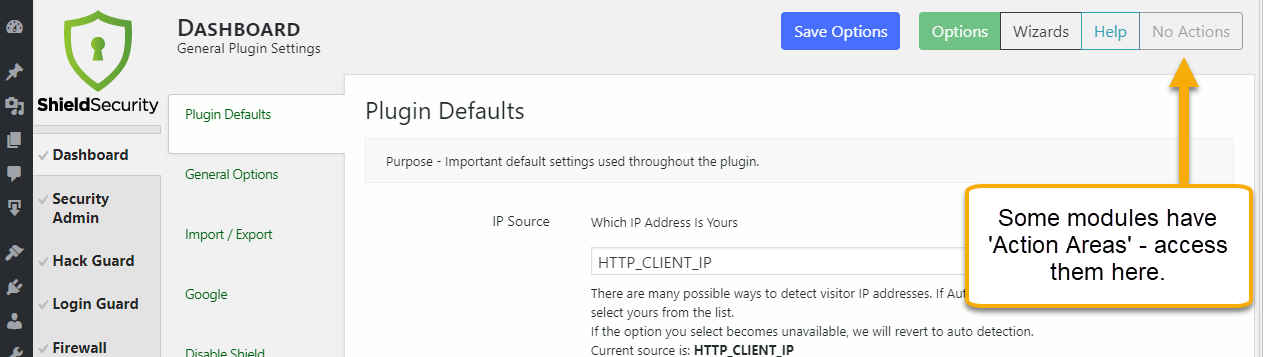 DASHBOARD
General Plugin Settings
Save Options
Options
Wizards
Help
No Actions
ShieldSecurity
Dashboard
Security
Admin
Hack Guard
Login Guard
Firewall
Plugin Defaults
General Options
Import / Export
Google
Disable Shield
Plugin Defaults
Purpose - Important default settings used throughout the plugin.
IP Source
Which IP Address Is Yours
HTTP_CLIENT_IP
There are many possible ways to detect visitor IP addresses. If Aut
select yours from the list.
If the option you select becomes unavailable, we will revert to auto detection.
Current source is: HTTP_CLIENT_IP
Some modules have
'Action Areas' - access
them here.